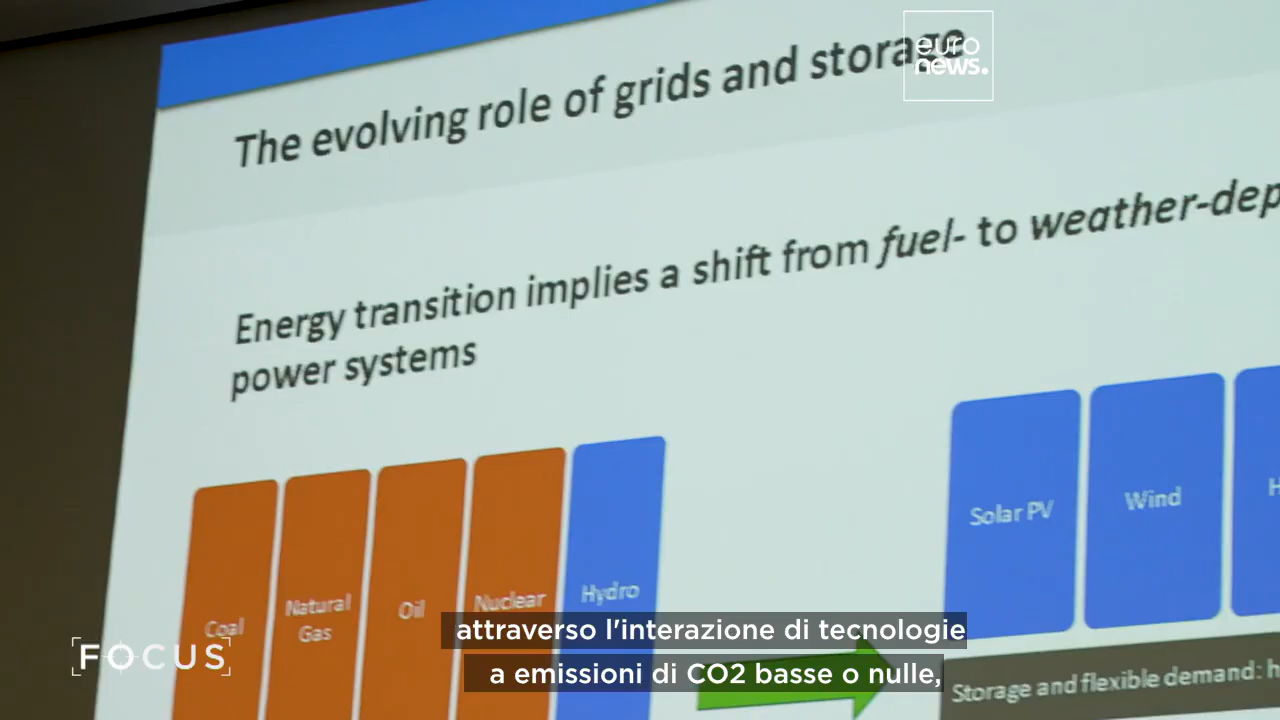 euro
news.
The evolving role of grids and storage
Energy transition implies a shift from fuel- to weather-dep
power systems
Solar PV
Wind
H
Coal
Natural
Gas
Oil
Nuclear
Hydro
Storage and flexible demand: h
attraverso l'interazione di tecnologie
a emissioni di CO2 basse o nulle,
FOCUS